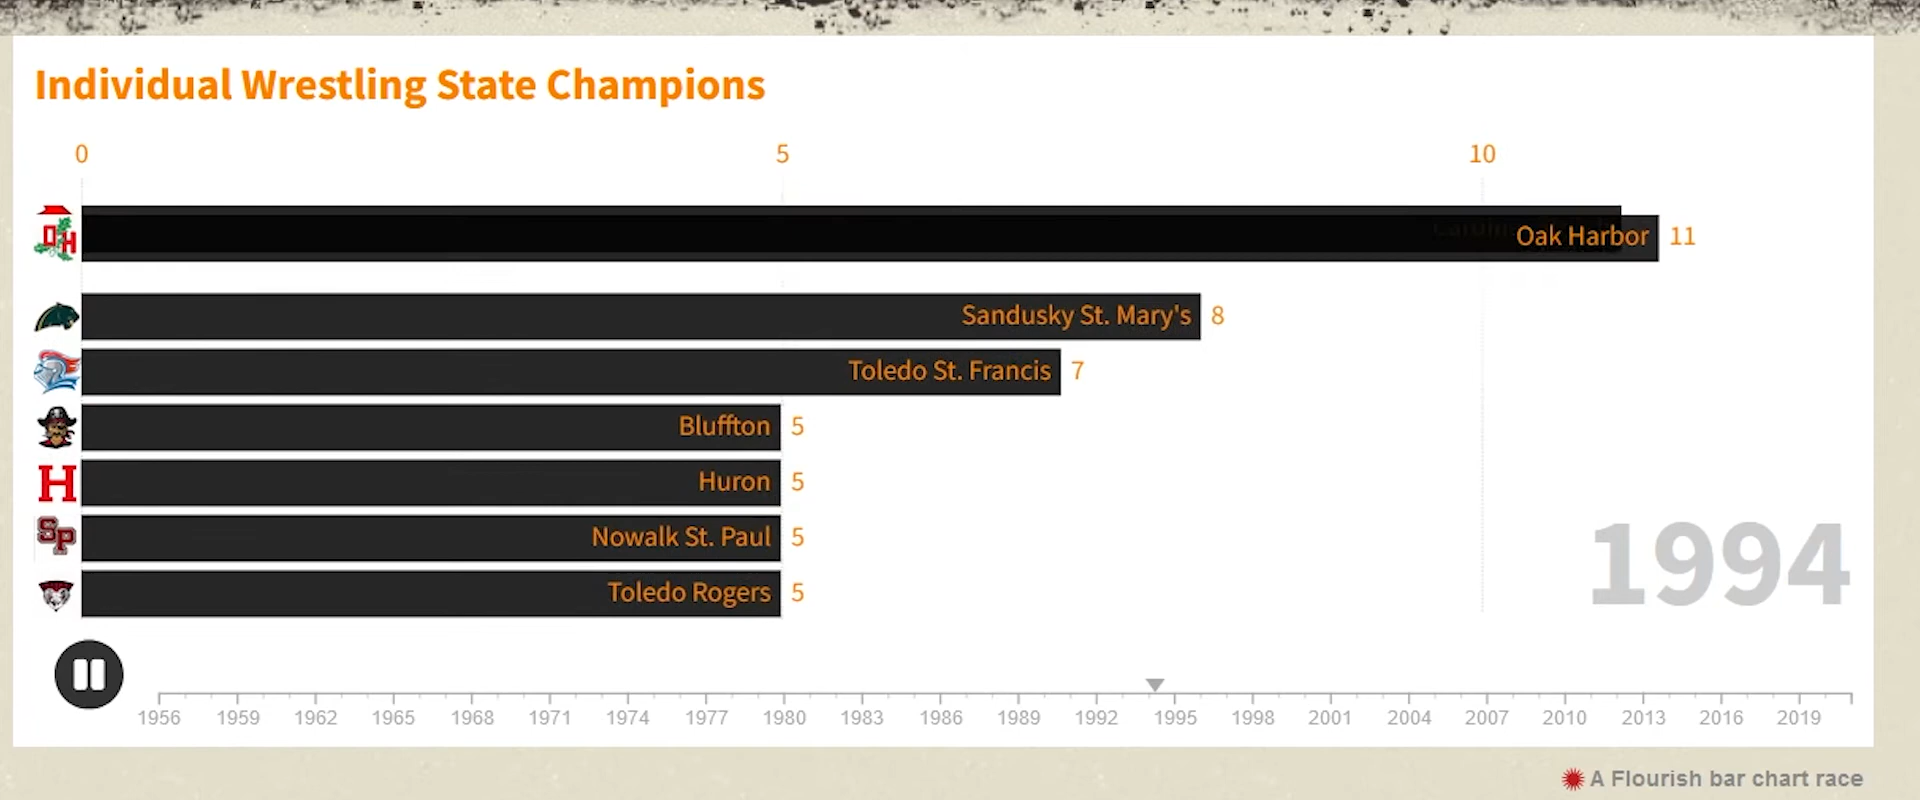 Individual Wrestling State Champions
0 5 10
OH
Oak Harbor 11
Sandusky St. Mary's 8
Toledo St. Francis 7
Bluffton 5
H Huron 5
SP Nowalk St. Paul 5
Toledo Rogers 5
1994
1956 1959 1962 1965 1968 1971 1974 1977 1980 1983 1986 1989 1992 1995 1998 2001 2004 2007 2010 2013 2016 2019
A Flourish bar chart race